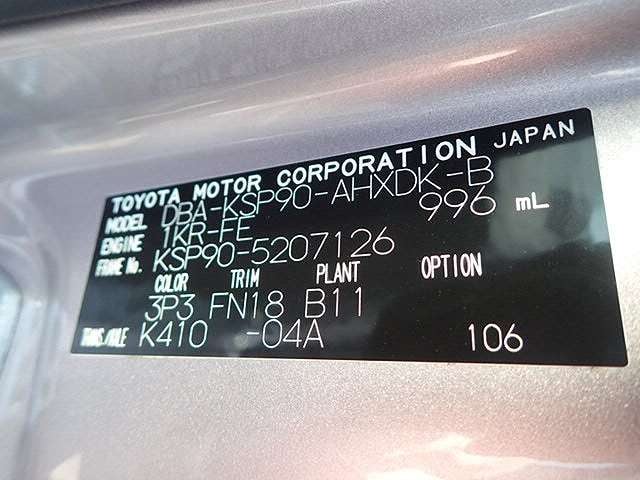 TOYOTA MOTOR CORPORATION JAPAN
MODEL DBA-KSP90-AHXDK-B
ENGINE 1KR-FE 996 mL
FRAME No. KSP90-5207126
COLOR TRIM PLANT OPTION
3P3 FN18 B11
TRANS/AXLE K410 -04A 106